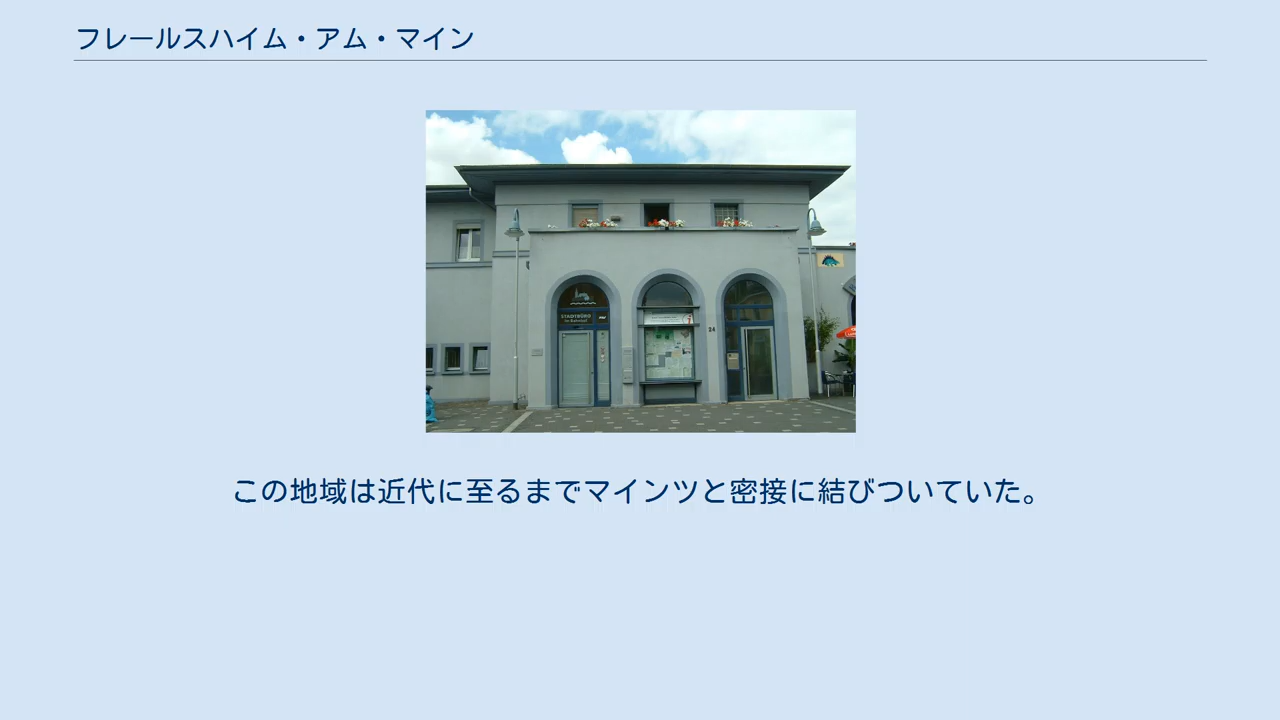 フレールスハイム・アム・マイン
STADTBÜRO
im Bahnhof
24
この地域は近代に至るまでマインツと密接に結びついていた。